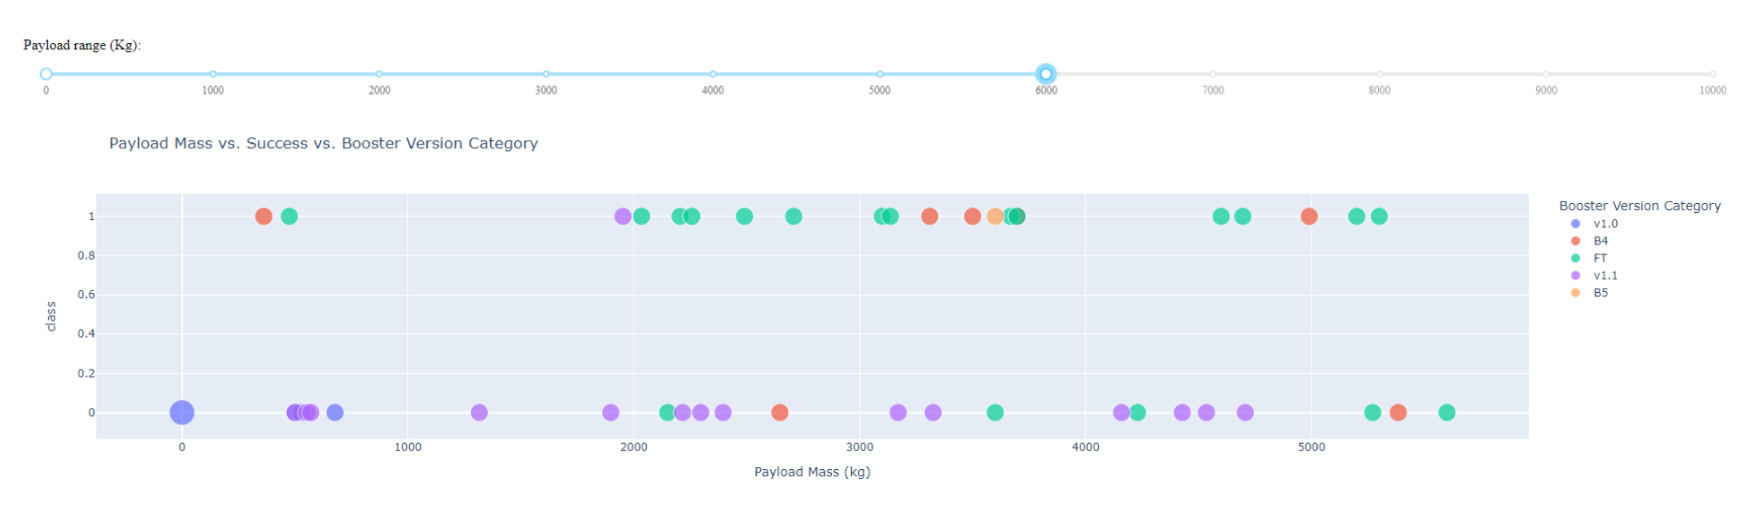 Payload range (Kg):
0 1000 2000 3000 4000 5000 6000 7000 8000 9000 10000
Payload Mass vs. Success vs. Booster Version Category
1
0.8
0.6
0.4
0.2
0
class
0 1000 2000 3000 4000 5000
Payload Mass (kg)
Booster Version Category
v1.0
B4
FT
v1.1
B5